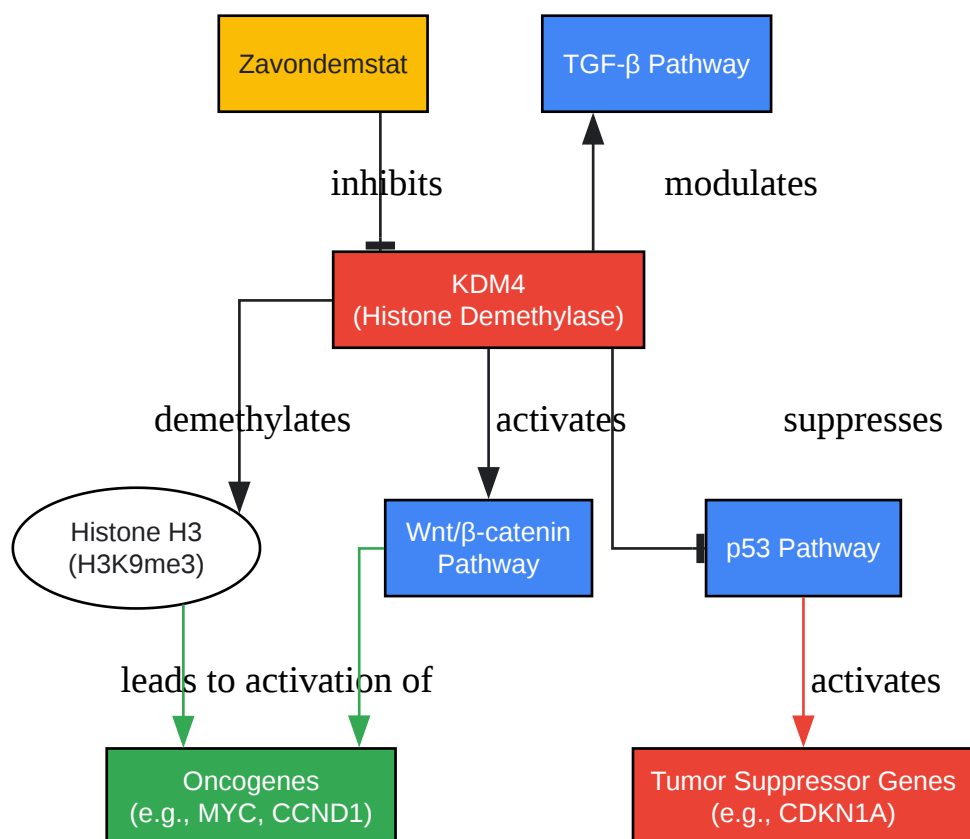 Zavondemstat
TGF-β Pathway
inhibits
modulates
KDM4
(Histone Demethylase)
demethylates
activates
suppresses
Histone H3
(H3K9me3)
Wnt/β-catenin
Pathway
p53 Pathway
leads to activation of
activates
Oncogenes
(e.g., MYC, CCND1)
Tumor Suppressor Genes
(e.g., CDKN1A)